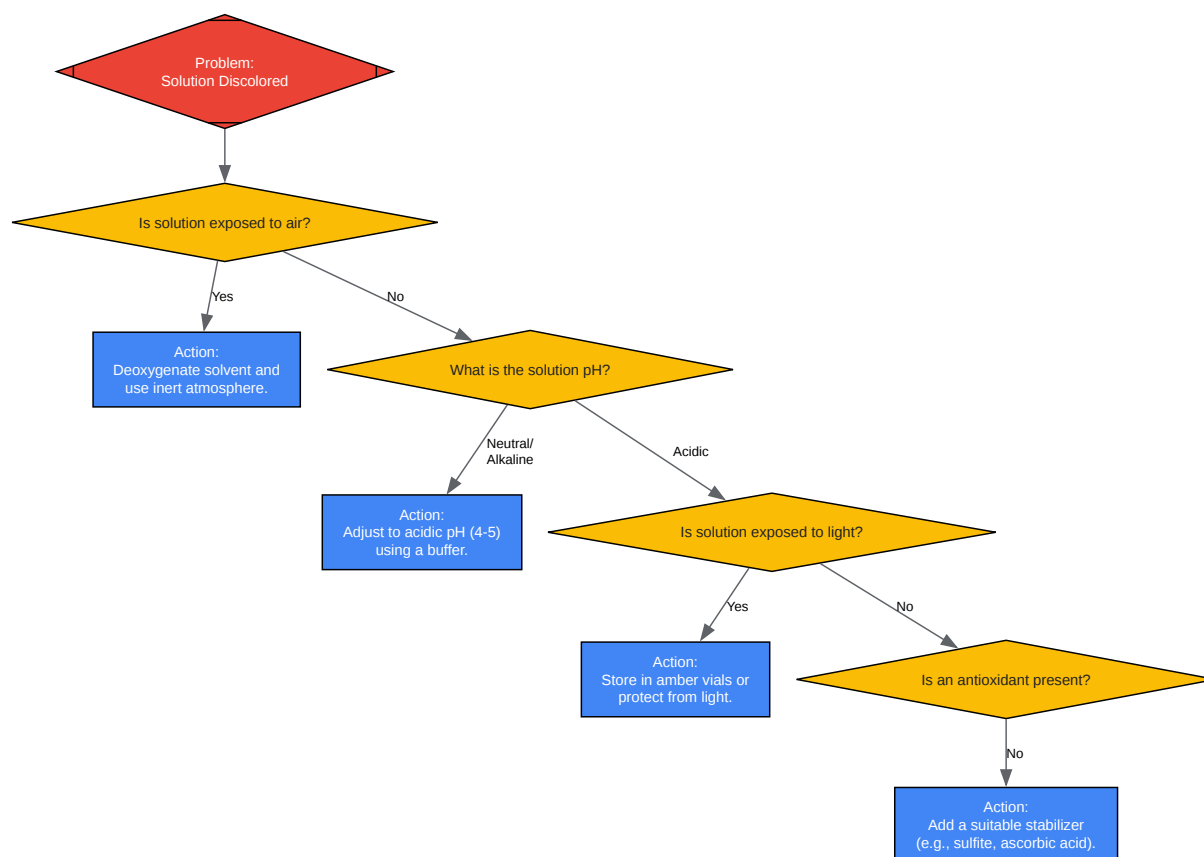 Problem:
Solution Discolored
Is solution exposed to air?
Yes
No
Action:
Deoxygenate solvent and
use inert atmosphere.
What is the solution pH?
Neutral/
Alkaline
Acidic
Action:
Adjust to acidic pH (4-5)
using a buffer.
Is solution exposed to light?
Yes
No
Action:
Store in amber vials or
protect from light.
Is an antioxidant present?
No
Action:
Add a suitable stabilizer
(e.g., sulfite, ascorbic acid).